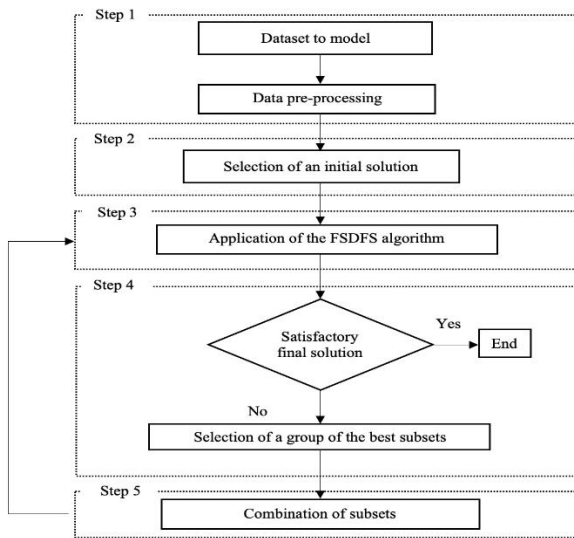 Step 1
Dataset to model
Data pre-processing
Step 2
Selection of an initial solution
Step 3
Application of the FSDFS algorithm
Step 4
Satisfactory
final solution
Yes
End
No
Selection of a group of the best subsets
Step 5
Combination of subsets